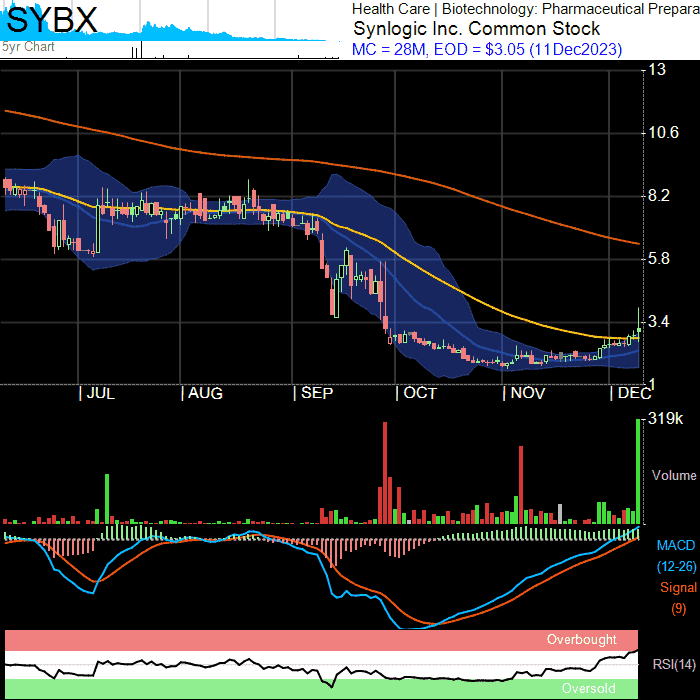 SYBX
5yr Chart
Health Care | Biotechnology: Pharmaceutical Prepara
Synlogic Inc. Common Stock
MC = 28M, EOD = $3.05 (11Dec2023)
13
10.6
8.2
5.8
3.4
1
JUL AUG SEP OCT NOV DEC
319k
Volume
MACD
(12-26)
Signal
(9)
Overbought
RSI(14)
Oversold